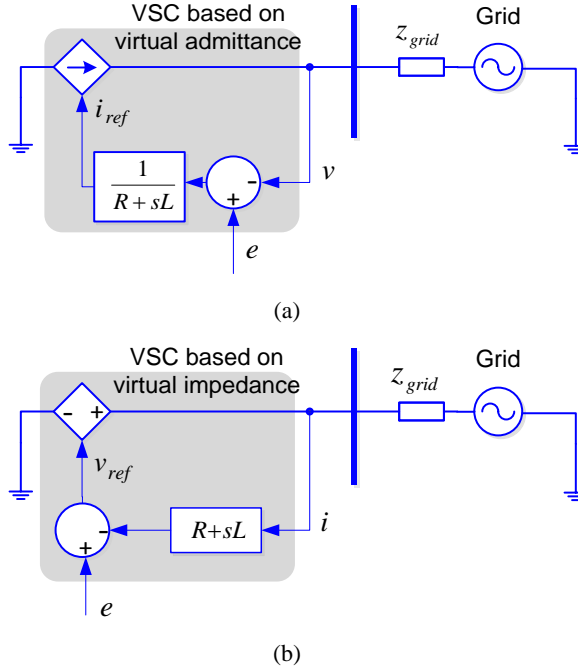 VSC based on
virtual admittance
Grid
z_grid
i_ref
1
R + sL
-
+
v
e
(a)
VSC based on
virtual impedance
Grid
z_grid
- +
v_ref
R+sL
-
+
i
e
(b)